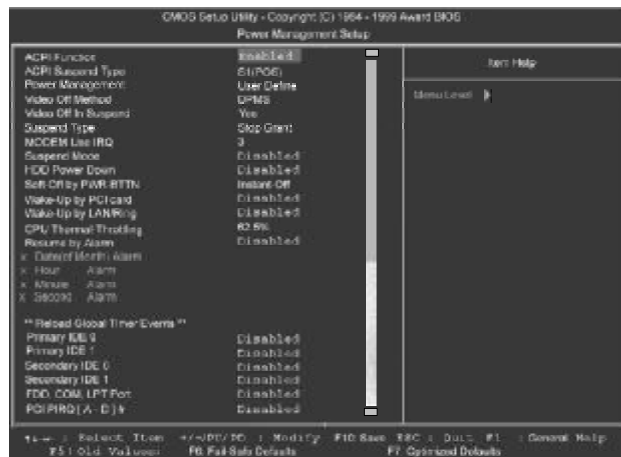 CMOS Setup Utility - Copyright (C) 1984 - 1999 Award BIOS
Power Management Setup
ACPI Function Enabled
ACPI Suspend Type S1(POS)
Power Management User Define
Video Off Method DPMS
Video Off In Suspend Yes
Suspend Type Stop Grant
MODEM Use IRQ 3
Suspend Mode Disabled
HDD Power Down Disabled
Soft-Off by PWR-BTTN Instant-Off
Wake-Up by PCI card Disabled
Wake-Up by LAN/Ring Disabled
CPU Thermal-Throttling 62.5%
Resume by Alarm Disabled
x Date(of Month) Alarm
x Hour Alarm
x Minute Alarm
x Second Alarm
** Reload Global Timer Events **
Primary IDE 0 Disabled
Primary IDE 1 Disabled
Secondary IDE 0 Disabled
Secondary IDE 1 Disabled
FDD, COM, LPT Port Disabled
PCI PIRQ [A - D] # Disabled
Item Help
Menu Level
↑↓←→ : Select Item +/-/PU/PD : Modify F10: Save ESC : Quit F1 : General Help
F5: Old Values: F6: Fail-Safe Defaults F7: Optimized Defaults